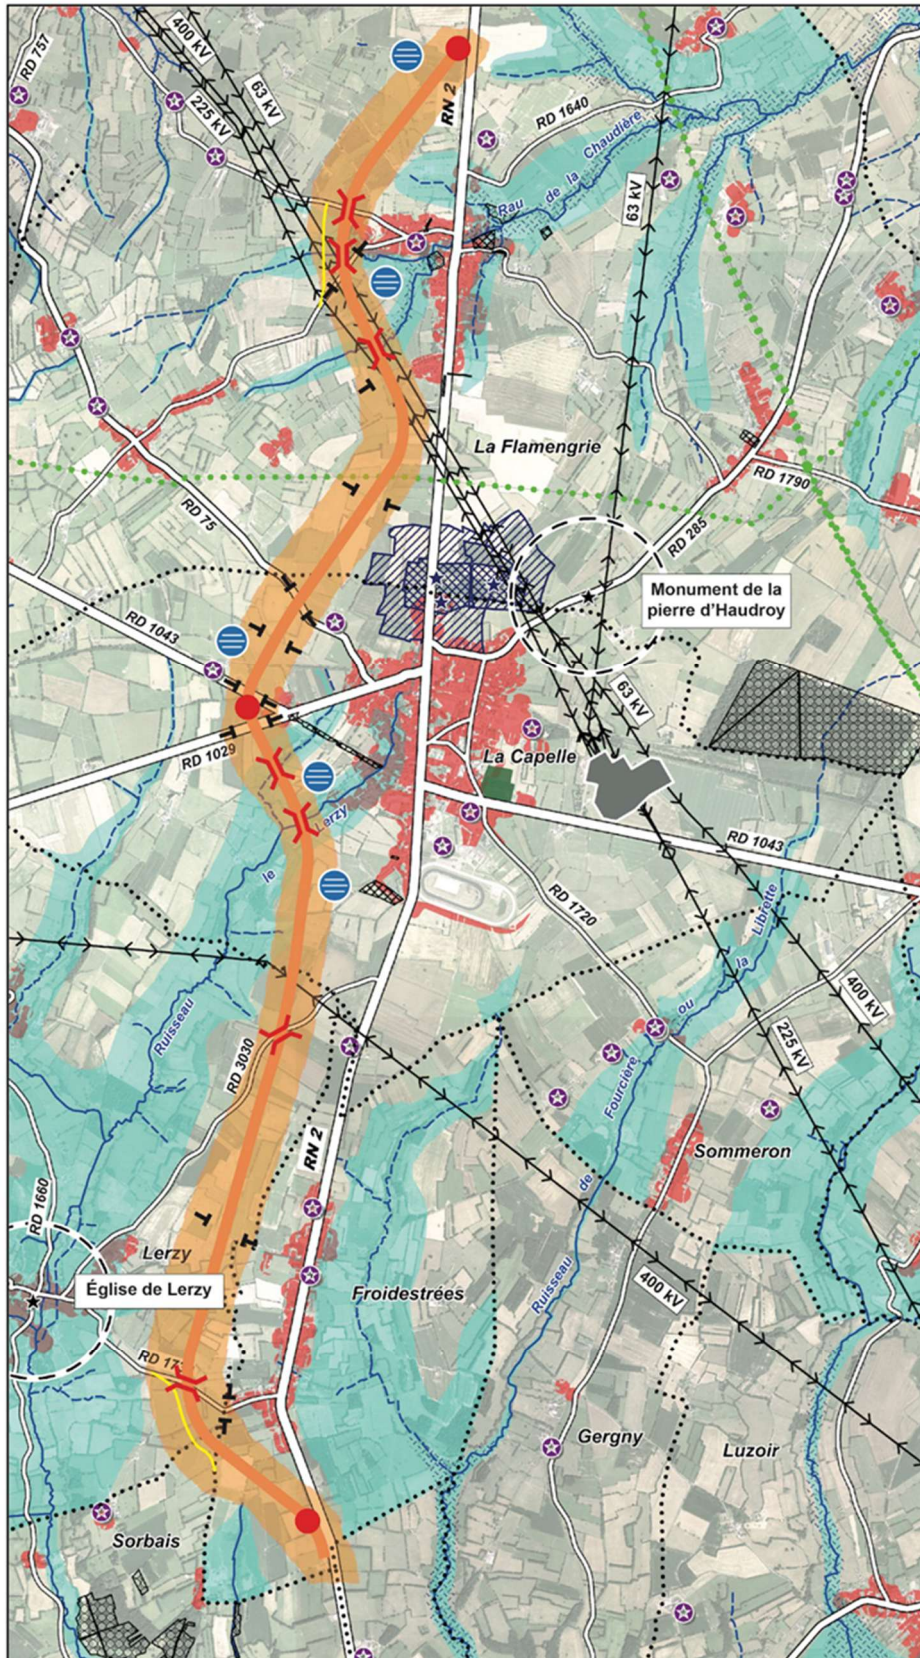 RD 757
400 kV
63 kV
225 kV
RN 2
RD 1640
Rau de la Chaudière
63 kV
La Flamengrie
RD 1790
RD 75
RD 285
Monument de la
pierre d'Haudroy
RD 1043
63 kV
RD 1029
La Capelle
le Lerzy
RD 1043
RD 1720
Ruisseau
la Librette
ou
400 kV
225 kV
RD 3030
Fourcière
RN 2
de
Sommeron
RD 1660
Lerzy
Église de Lerzy
Froidestrées
Ruisseau
400 kV
Gergny
Luzoir
Sorbais